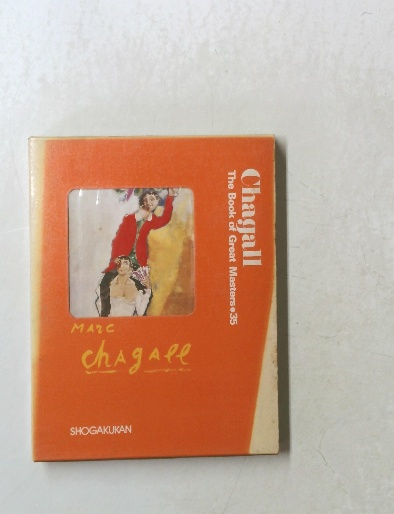 Chagall
The Book of Great Masters●35
MARC
chagall
SHOGAKUKAN